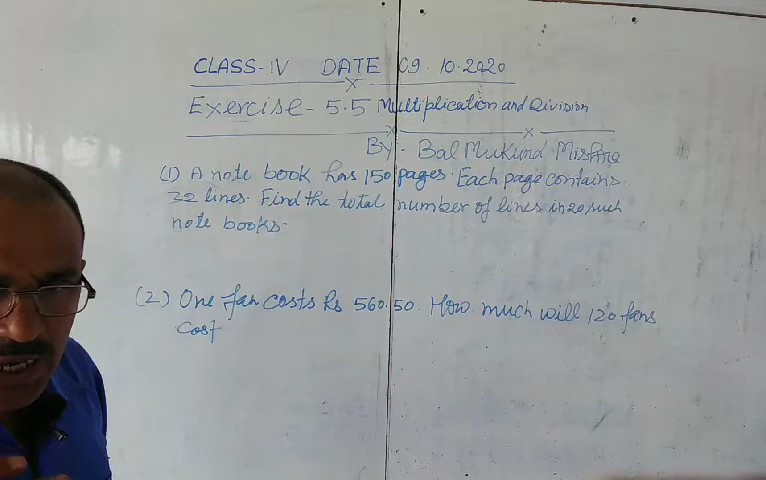 CLASS-IV DATE 09.10.2020
Exercise - 5.5 Multiplication and Division
By - Bal Mukund Mishra
(1) A note book has 150 pages. Each page contains
32 lines. Find the total number of lines in 20 such
note books.
(2) One fan costs Rs 560.50. How much will 120 fans
cost